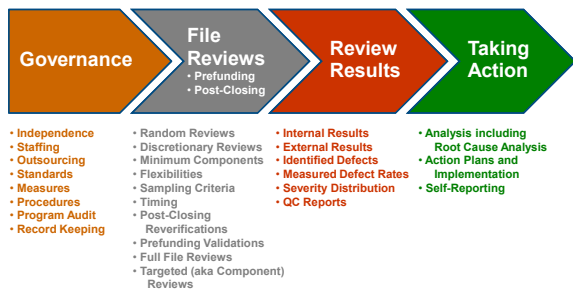 Governance
File
Reviews
• Prefunding
• Post-Closing
Review
Results
Taking
Action
• Independence
• Staffing
• Outsourcing
• Standards
• Measures
• Procedures
• Program Audit
• Record Keeping
• Random Reviews
• Discretionary Reviews
• Minimum Components
• Flexibilities
• Sampling Criteria
• Timing
• Post-Closing
Reverifications
• Prefunding Validations
• Full File Reviews
• Targeted (aka Component)
Reviews
• Internal Results
• External Results
• Identified Defects
• Measured Defect Rates
• Severity Distribution
• QC Reports
• Analysis including
Root Cause Analysis
• Action Plans and
Implementation
• Self-Reporting